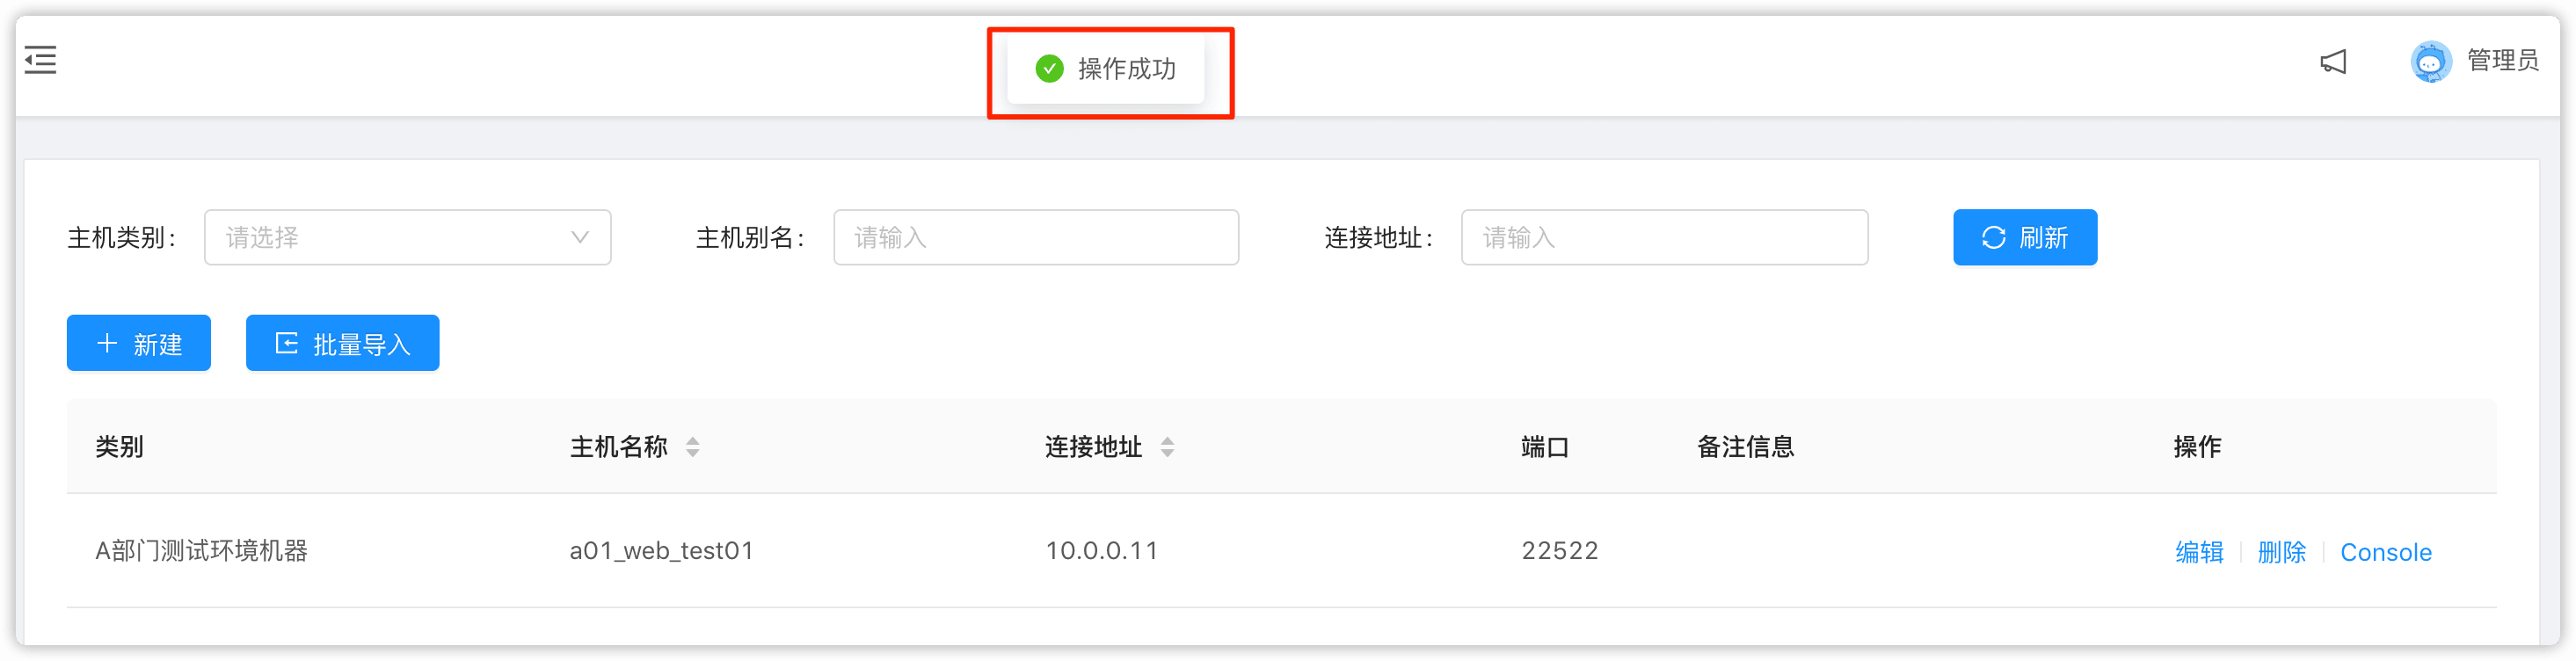 操作成功
管理员
主机类别： 请选择 主机别名： 请输入 连接地址： 请输入 刷新
新建 批量导入
类别 主机名称 连接地址 端口 备注信息 操作
A部门测试环境机器 a01_web_test01 10.0.0.11 22522 编辑 删除 Console